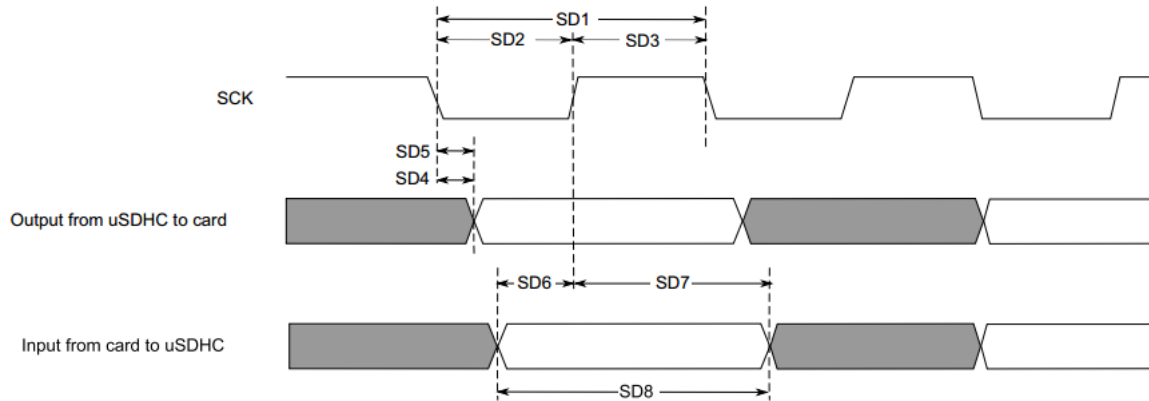 SD1
SD2 SD3
SCK
SD5
SD4
Output from uSDHC to card
SD6 SD7
Input from card to uSDHC
SD8